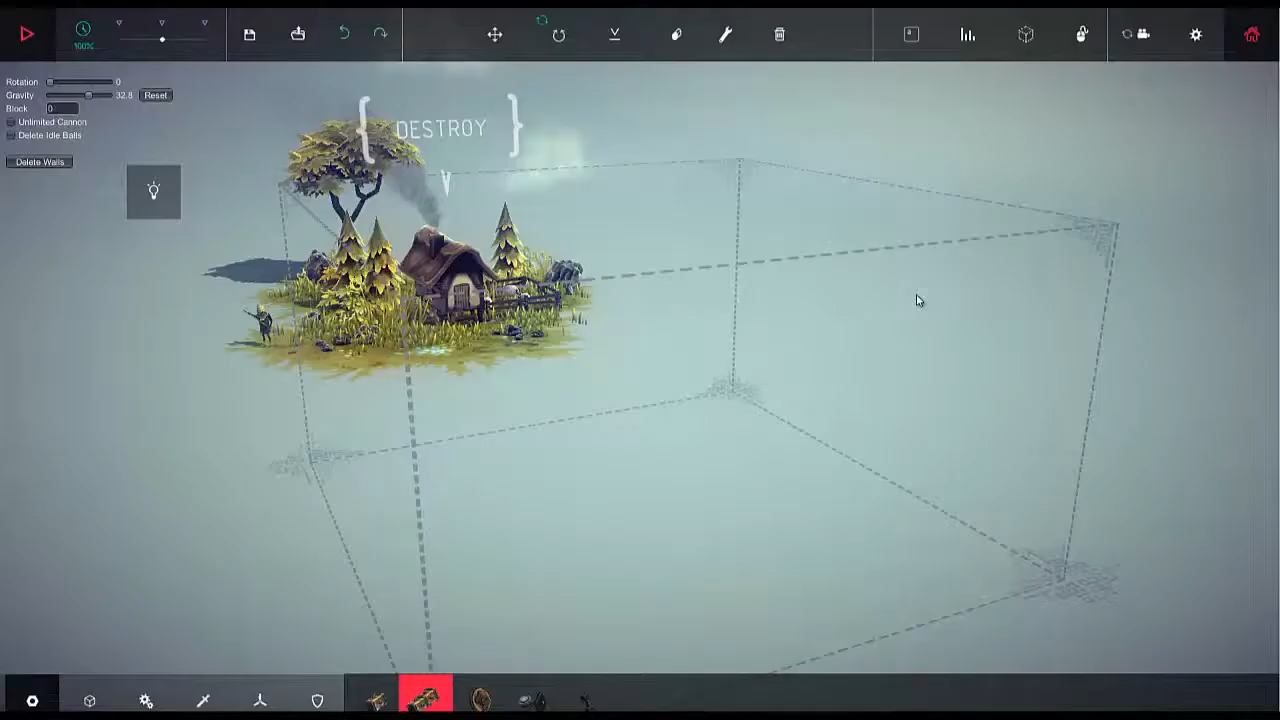 100%
Rotation 0
Gravity 32.8 Reset
Block 0
Unlimited Cannon
Delete Idle Balls
Delete Walls
DESTROY